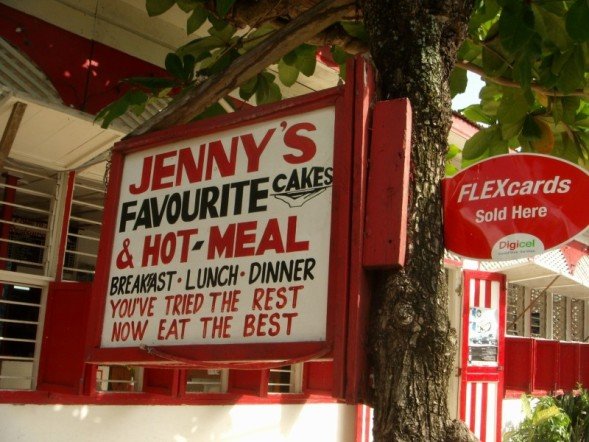 JENNY'S
FAVOURITE CAKES
& HOT-MEAL
BREAKFAST · LUNCH · DINNER
YOU'VE TRIED THE REST
NOW EAT THE BEST
FLEXcards
Sold Here
Digicel